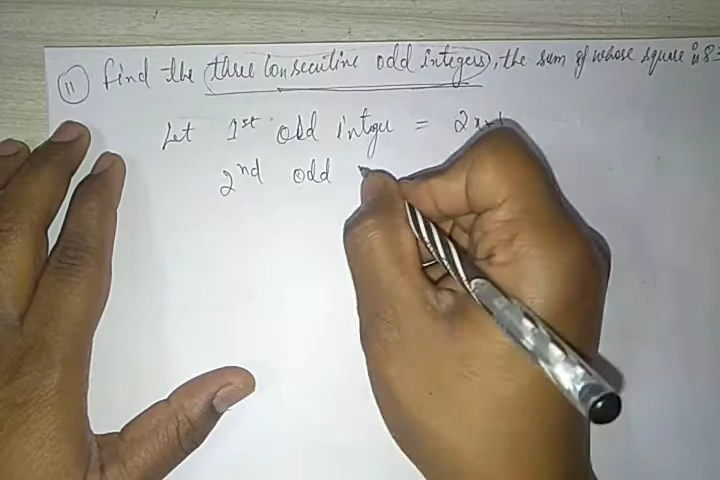 11 Find the three consecutive odd integers, the sum of whose square is 83
Let 1st odd integer = 2x+1
2nd odd